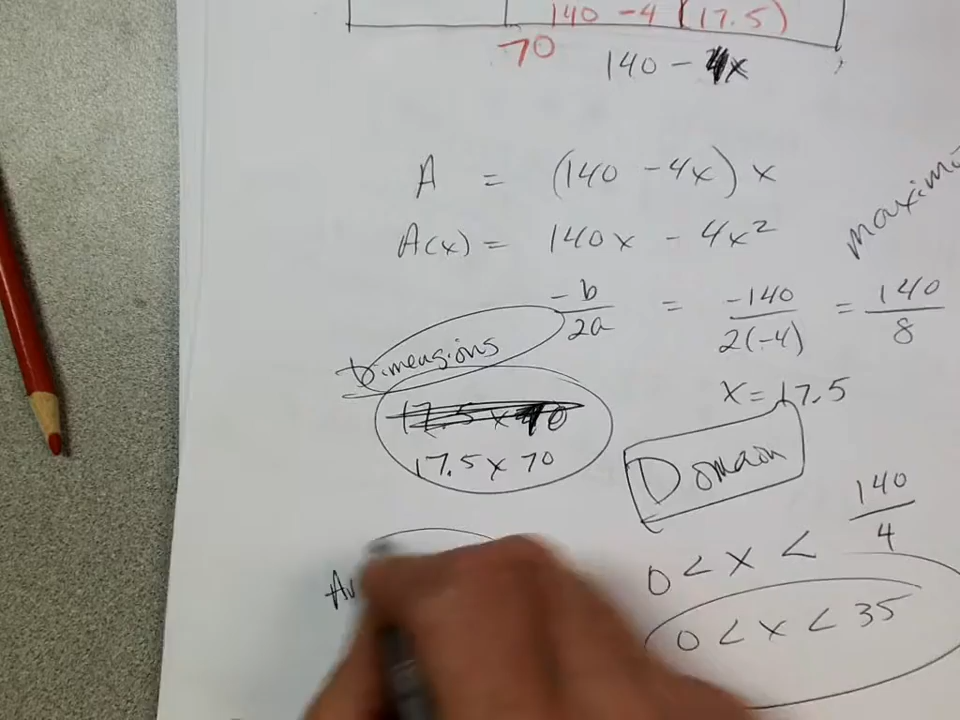 140 - 4 (17.5)
70
140 - 4x
A = (140 - 4x) x
A(x) = 140x - 4x²
-b/2a = -140/2(-4) = 140/8
Dimensions
x = 17.5
17.5 x 70
Domain
140/4
0 < x <
0 < x < 35